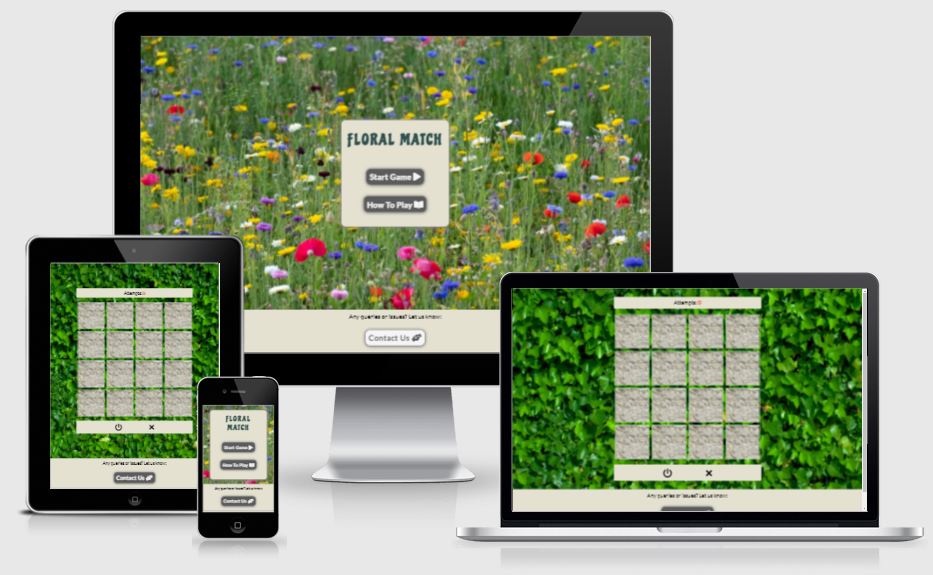 FLORAL MATCH
Start Game
How To Play
Any queries or issues? Let us know:
Contact Us
Attempts:0
Any queries or issues? Let us know:
Contact Us
FLORAL
MATCH
Start Game
How To Play
Any queries or issues? Let us know:
Contact Us
Attempts:0
Any queries or issues? Let us know: